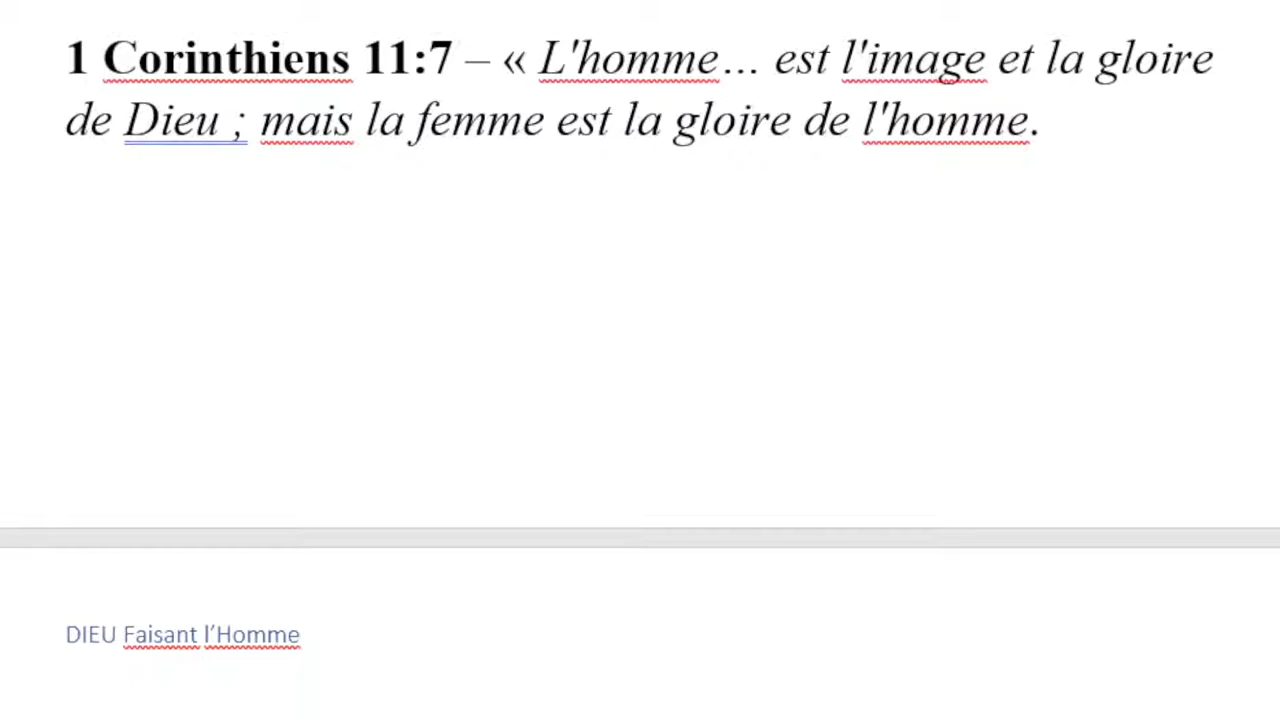 1 Corinthiens 11:7 – « L'homme… est l'image et la gloire
de Dieu ; mais la femme est la gloire de l'homme.
DIEU Faisant l’Homme